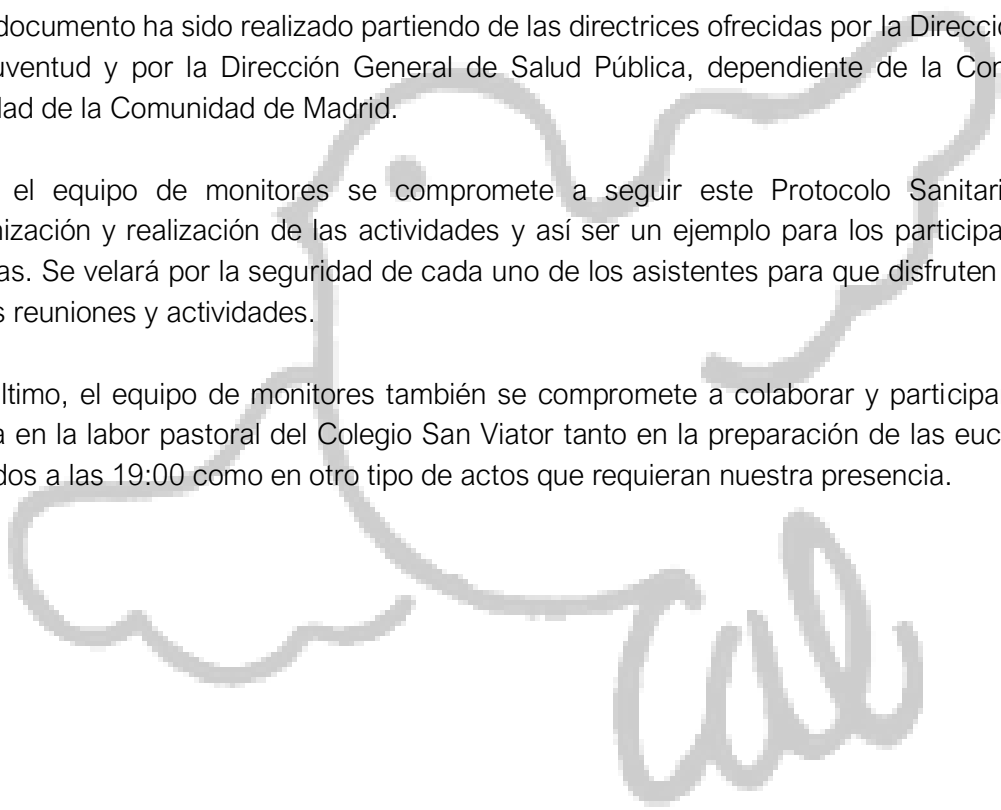 documento ha sido realizado partiendo de las directrices ofrecidas por la Direcció
uventud y por la Dirección General de Salud Pública, dependiente de la Con
dad de la Comunidad de Madrid.
el equipo de monitores se compromete a seguir este Protocolo Sanitari
nización y realización de las actividades y así ser un ejemplo para los participa
as. Se velará por la seguridad de cada uno de los asistentes para que disfruten
s reuniones y actividades.
ltimo, el equipo de monitores también se compromete a colaborar y participa
a en la labor pastoral del Colegio San Viator tanto en la preparación de las euc
dos a las 19:00 como en otro tipo de actos que requieran nuestra presencia.